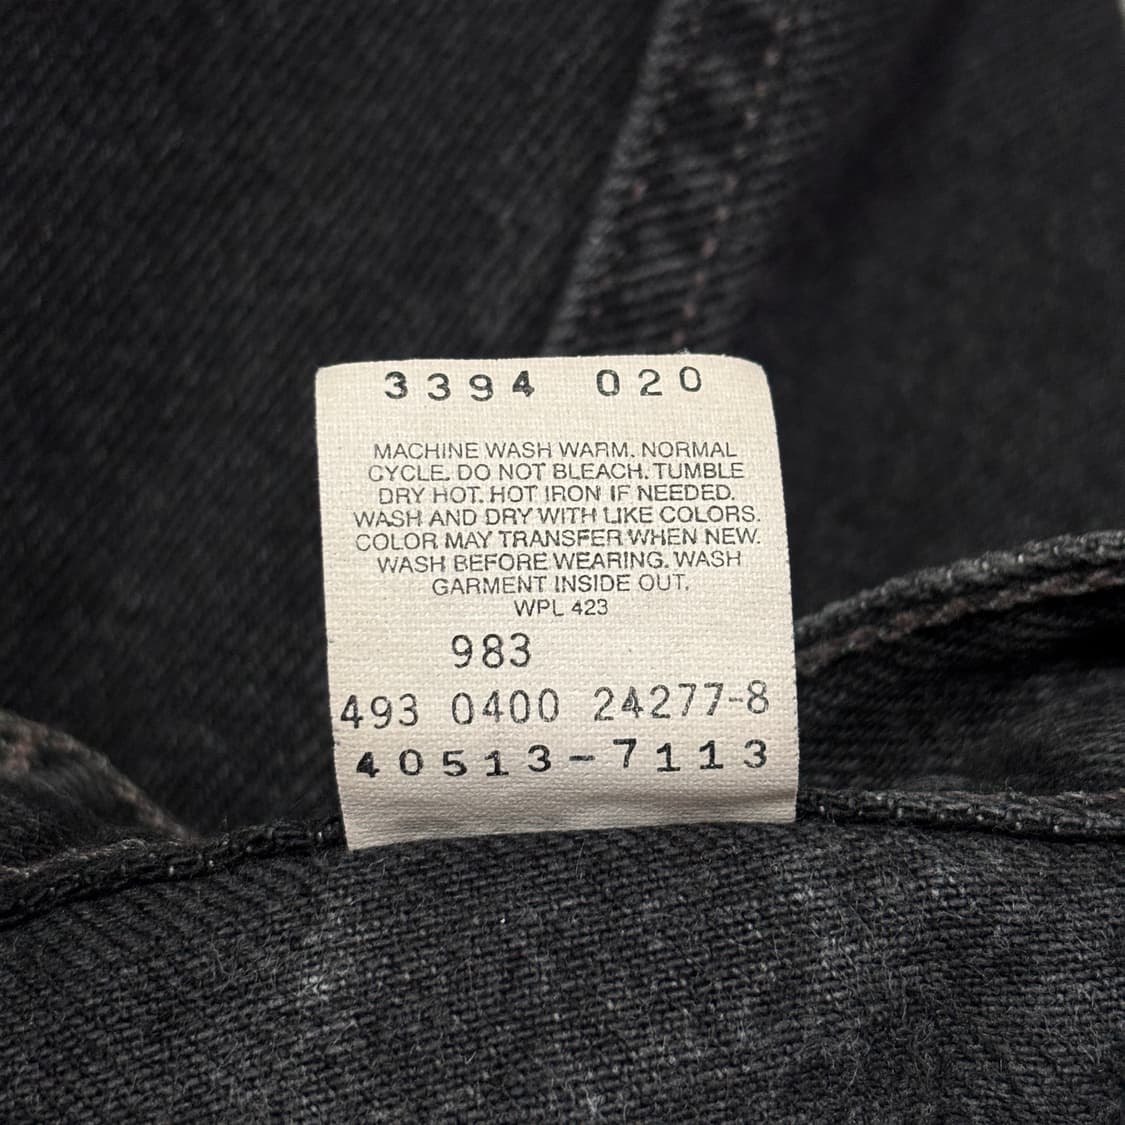 3394 020
MACHINE WASH WARM. NORMAL
CYCLE. DO NOT BLEACH. TUMBLE
DRY HOT. HOT IRON IF NEEDED.
WASH AND DRY WITH LIKE COLORS.
COLOR MAY TRANSFER WHEN NEW.
WASH BEFORE WEARING. WASH
GARMENT INSIDE OUT.
WPL 423
983
493 0400 24277-8
40513-7113